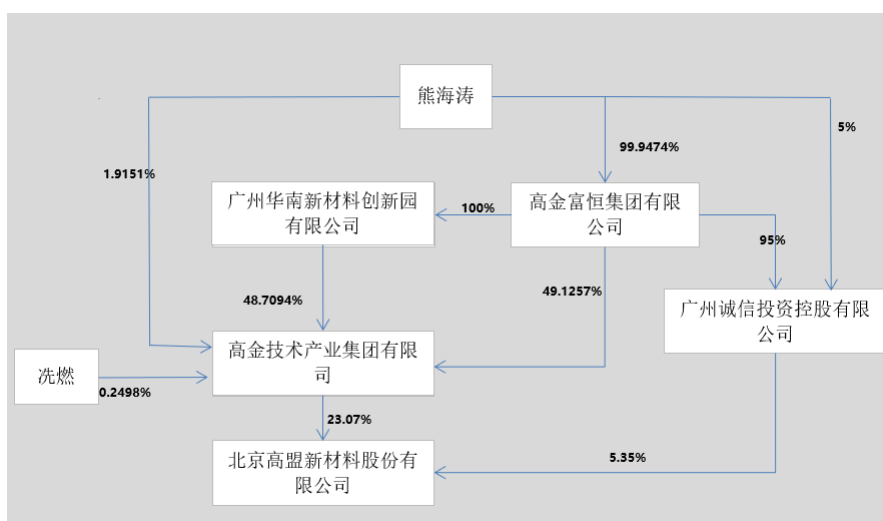 熊海涛
5%
99.9474%
1.9151%
广州华南新材料创新园
有限公司
100%
高金富恒集团有限
公司
95%
48.7094%
49.1257%
广州诚信投资控股有限
公司
高金技术产业集团有限
司
冼燃
0.2498%
23.07%
北京高盟新材料股份有
限公司
5.35%